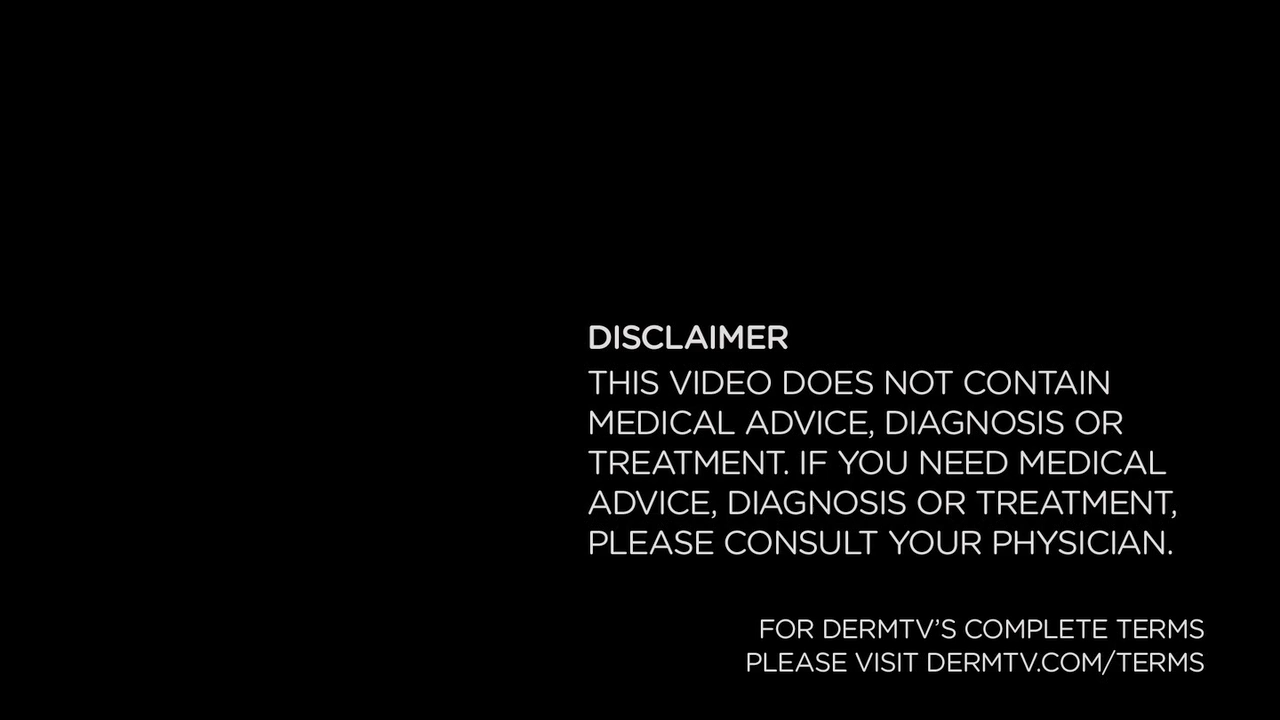 DISCLAIMER
THIS VIDEO DOES NOT CONTAIN
MEDICAL ADVICE, DIAGNOSIS OR
TREATMENT. IF YOU NEED MEDICAL
ADVICE, DIAGNOSIS OR TREATMENT,
PLEASE CONSULT YOUR PHYSICIAN.
FOR DERMTV’S COMPLETE TERMS
PLEASE VISIT DERMTV.COM/TERMS